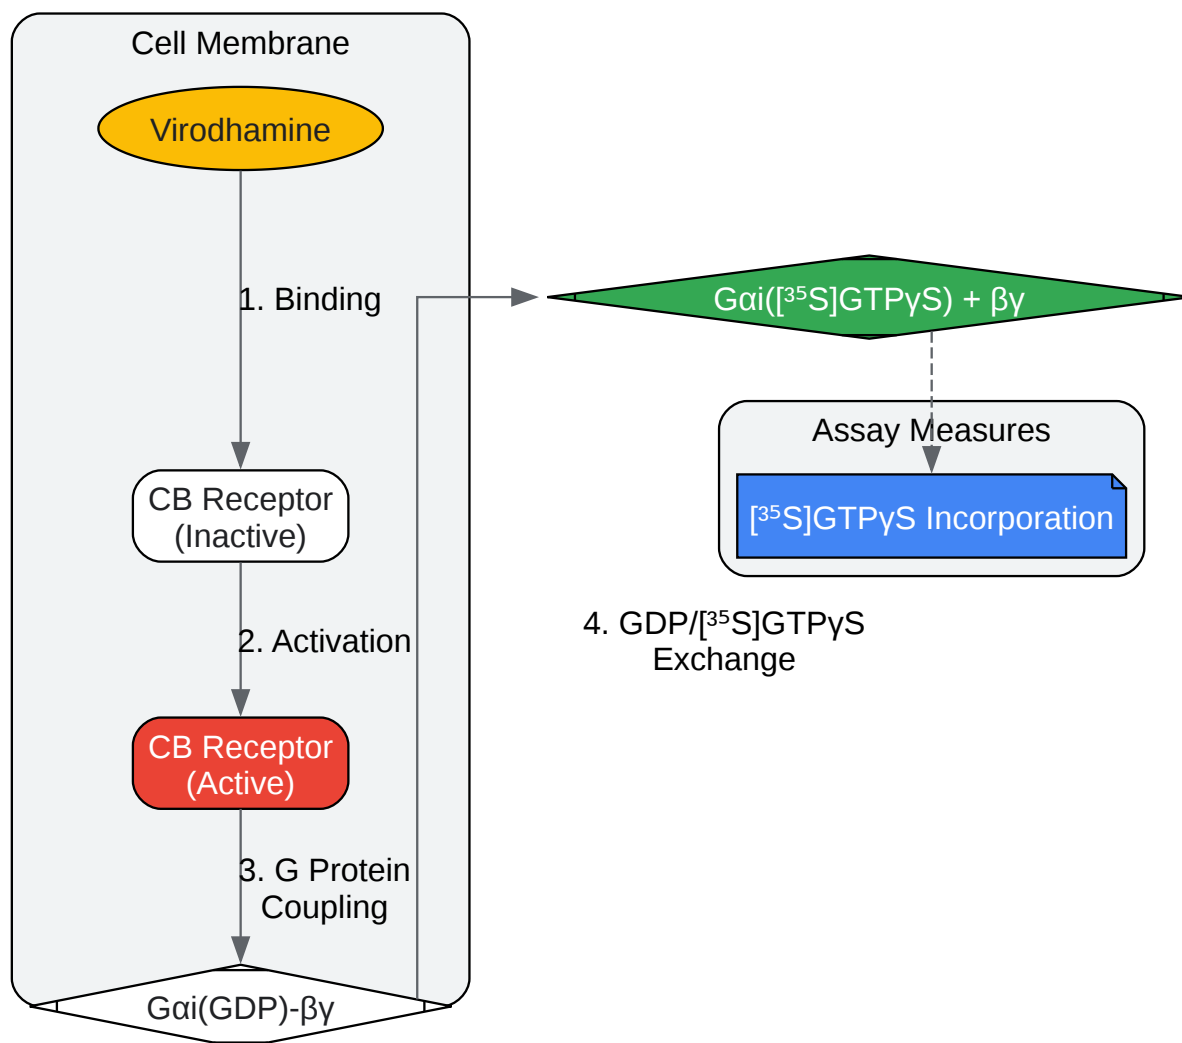 Cell Membrane
Virodhamine
1. Binding
CB Receptor
(Inactive)
2. Activation
CB Receptor
(Active)
3. G Protein
Coupling
Gαi(GDP)-βγ
4. GDP/[³⁵S]GTPγS
Exchange
Gαi([³⁵S]GTPγS) + βγ
Assay Measures
[³⁵S]GTPγS Incorporation